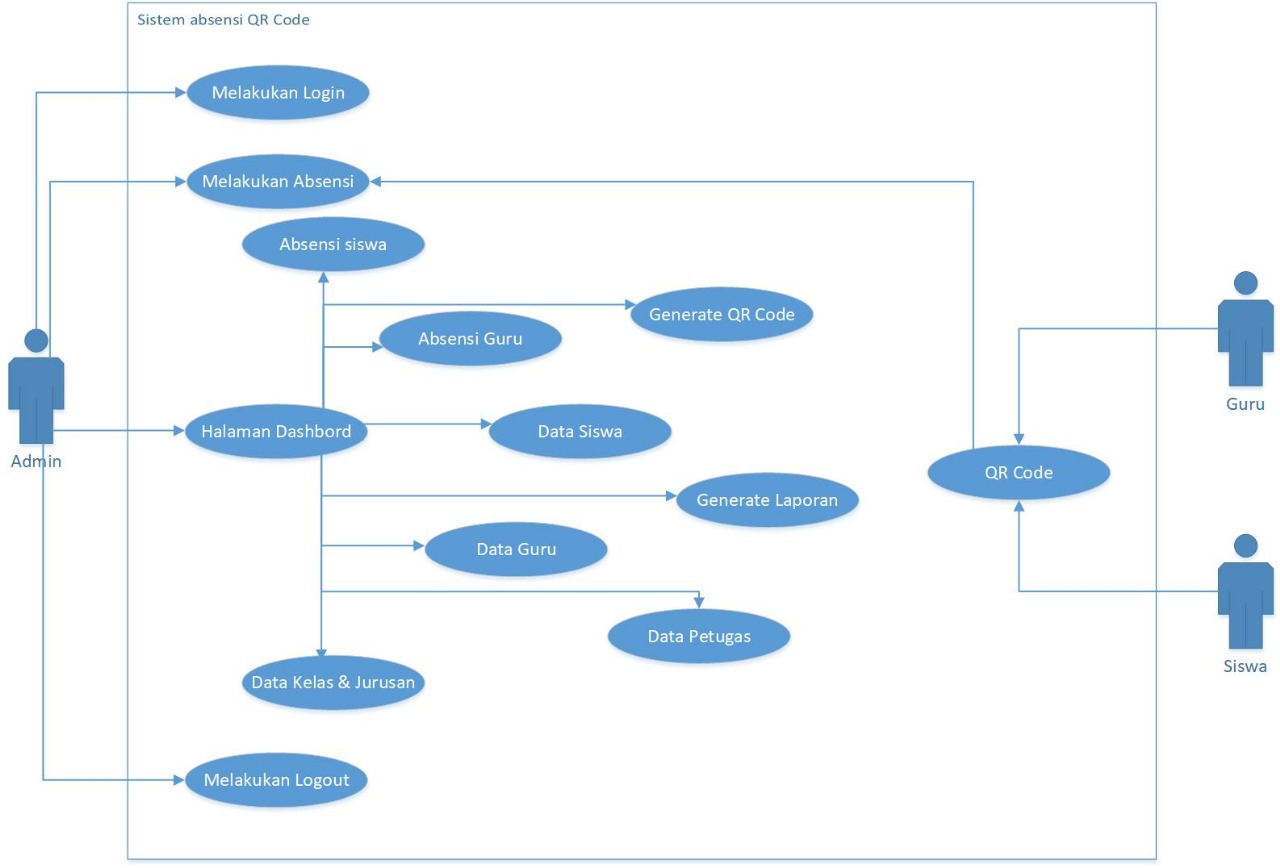 Sistem absensi QR Code
Melakukan Login
Melakukan Absensi
Absensi siswa
Generate QR Code
Absensi Guru
Guru
Halaman Dashbord
Data Siswa
Admin
QR Code
Generate Laporan
Data Guru
Data Petugas
Siswa
Data Kelas & Jurusan
Melakukan Logout